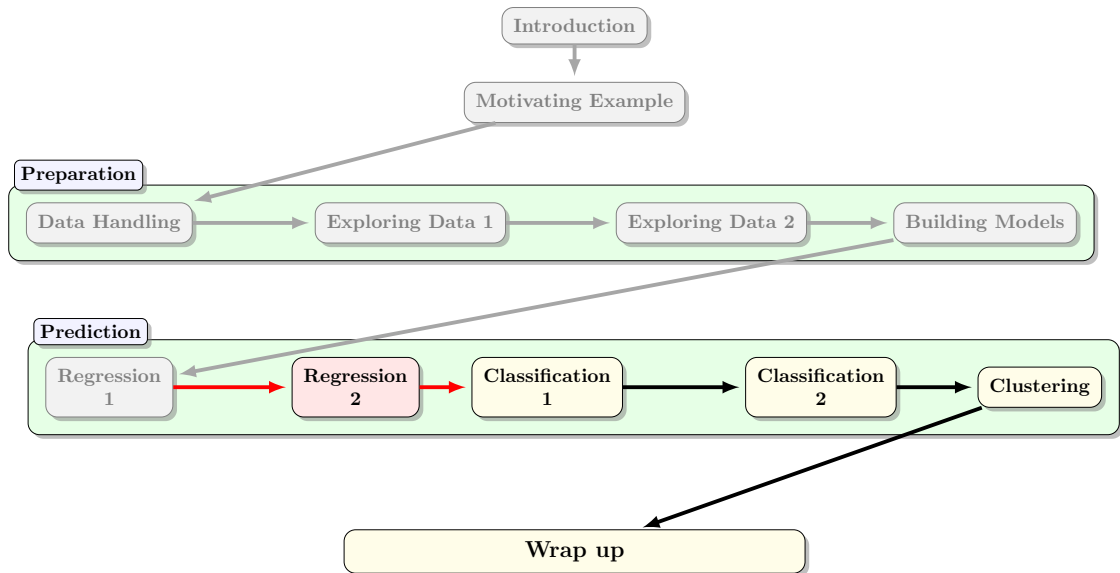 Introduction
Motivating Example
Preparation
Data Handling
Exploring Data 1
Exploring Data 2
Building Models
Prediction
Regression
1
Regression
2
Classification
1
Classification
2
Clustering
Wrap up